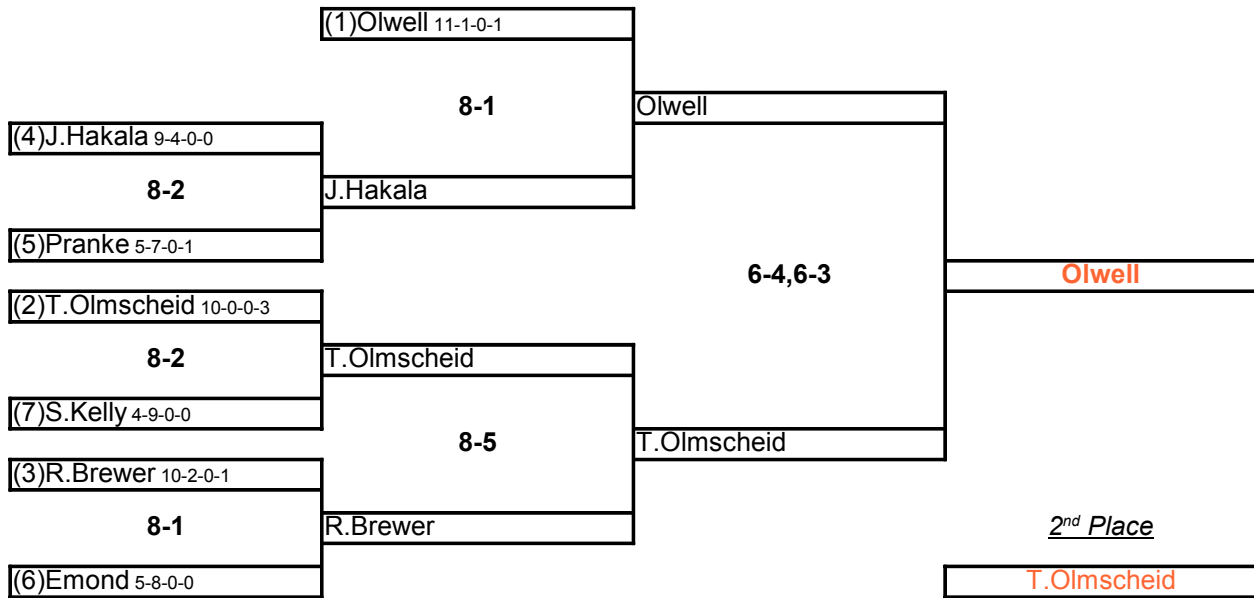 (1)Olwell 11-1-0-1
8-1
Olwell
(4)J.Hakala 9-4-0-0
8-2
J.Hakala
(5)Pranke 5-7-0-1
6-4,6-3
Olwell
(2)T.Olmscheid 10-0-0-3
8-2
T.Olmscheid
(7)S.Kelly 4-9-0-0
8-5
T.Olmscheid
(3)R.Brewer 10-2-0-1
8-1
R.Brewer
2nd Place
(6)Emond 5-8-0-0
T.Olmscheid